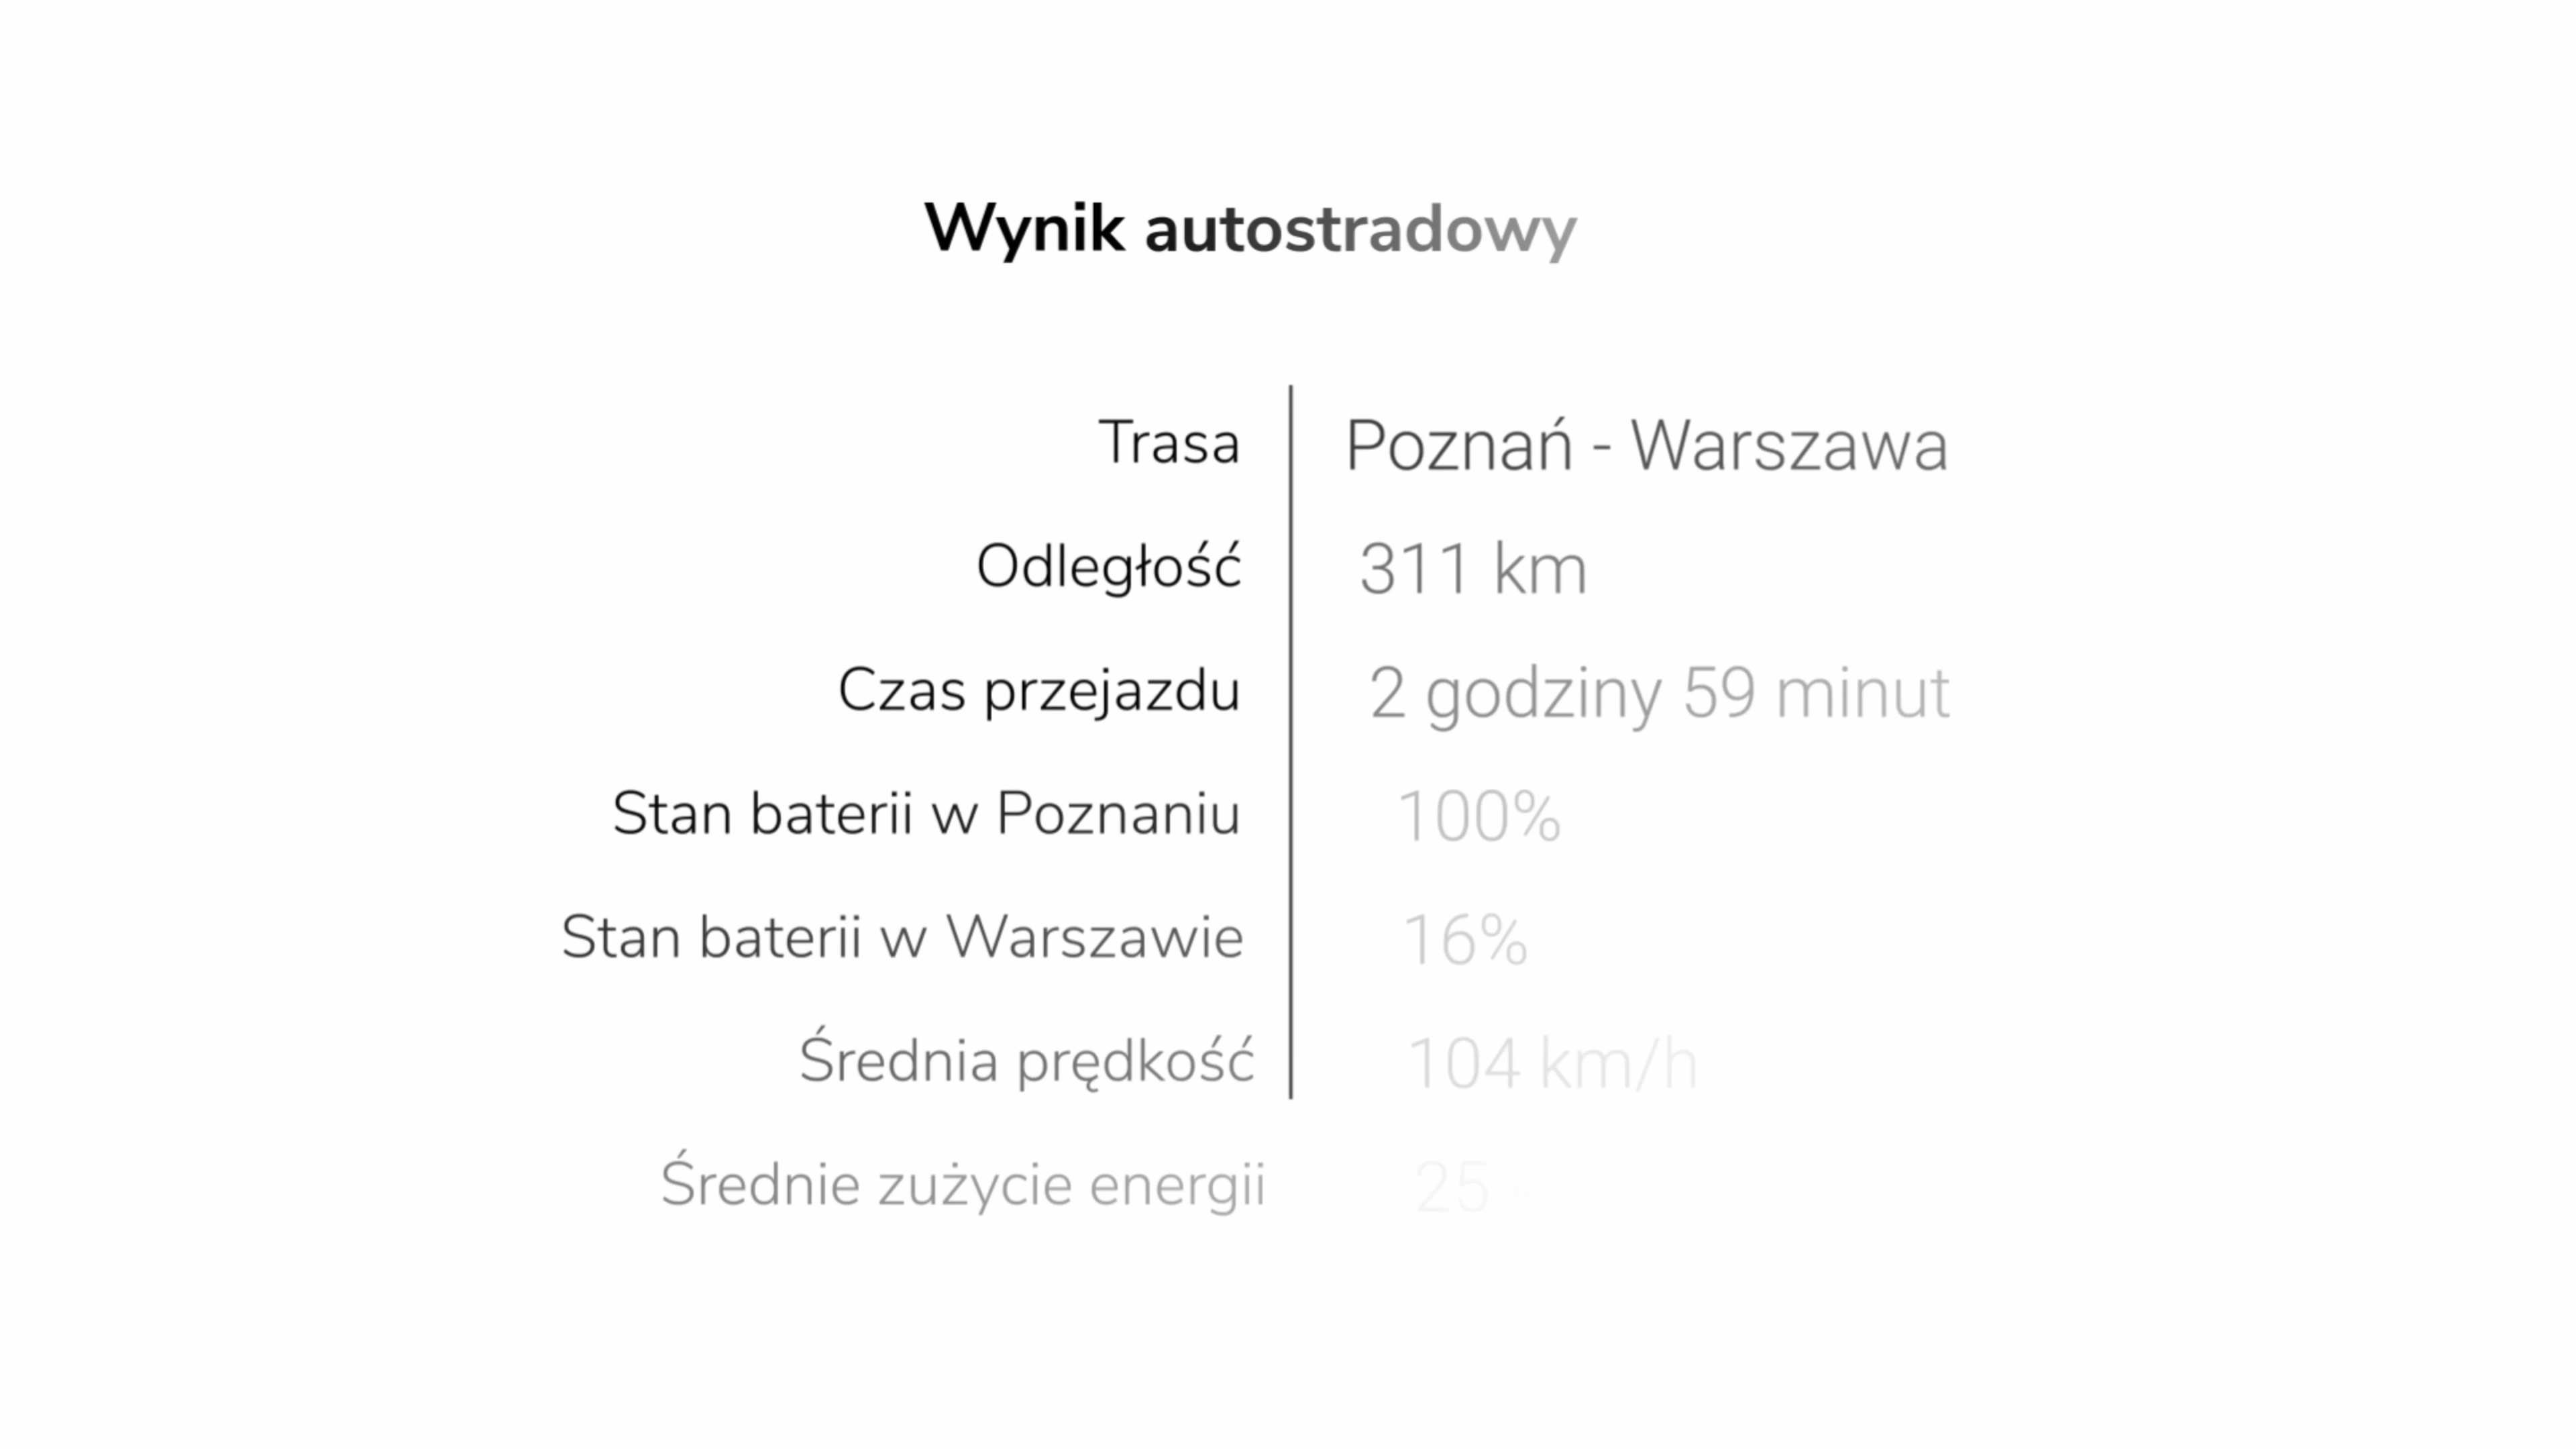 Wynik autostradowy
Trasa Poznań - Warszawa
Odległość 311 km
Czas przejazdu 2 godziny 59 minut
Stan baterii w Poznaniu 100%
Stan baterii w Warszawie 16%
Średnia prędkość 104 km/h
Średnie zużycie energii 25